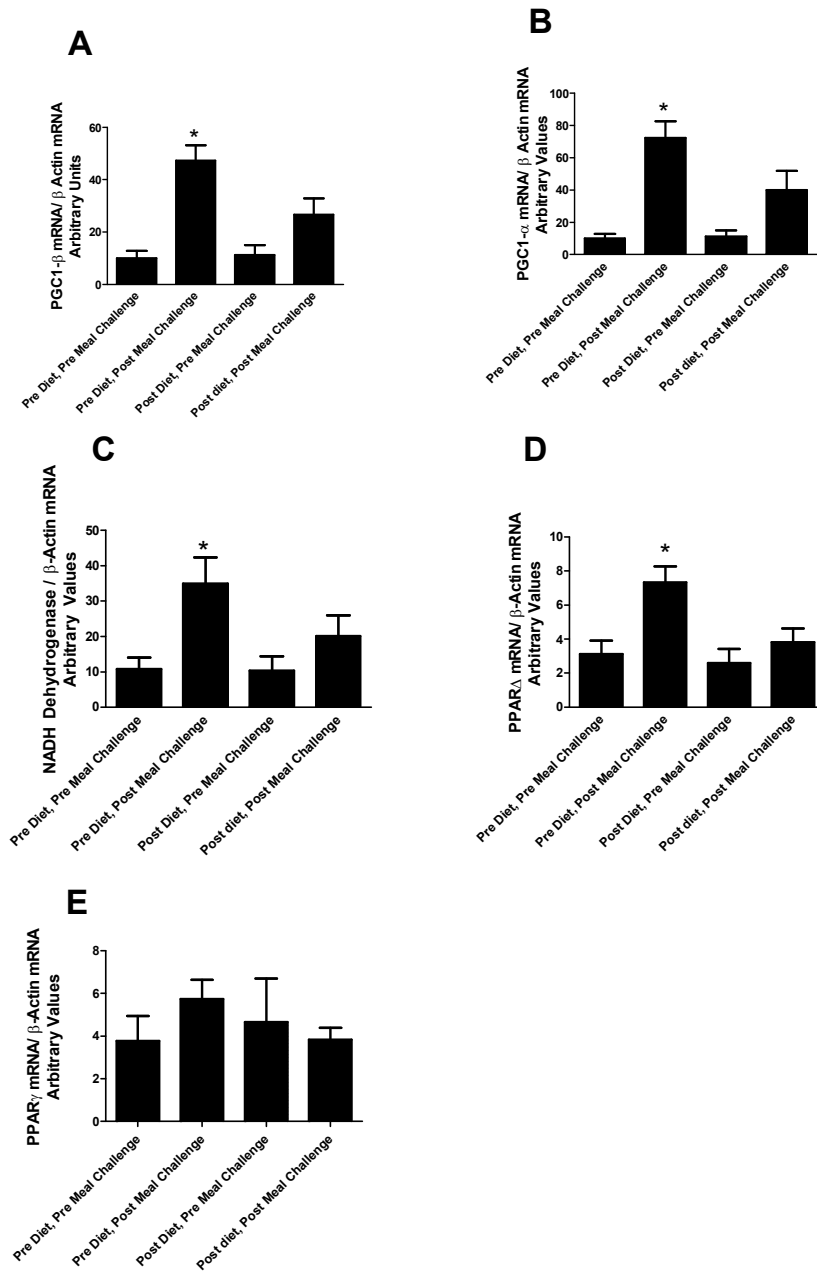 A
PGC1-β mRNA/ β Actin mRNA
Arbitrary Units
60
40
20
0
*
Pre Diet, Pre Meal Challenge
Pre Diet, Post Meal Challenge
Post Diet, Pre Meal Challenge
Post diet, Post Meal Challenge
B
PGC1-α mRNA/ β Actin mRNA
Arbitrary Values
100
80
60
40
20
0
*
Pre Diet, Pre Meal Challenge
Pre Diet, Post Meal Challenge
Post Diet, Pre Meal Challenge
Post diet, Post Meal Challenge
C
NADH Dehydrogenase / β-Actin mRNA
Arbitrary Values
50
40
30
20
10
0
*
Pre Diet, Pre Meal Challenge
Pre Diet, Post Meal Challenge
Post Diet, Pre Meal Challenge
Post diet, Post Meal Challenge
D
PPARΔ mRNA/ β-Actin mRNA
Arbitrary Values
10
8
6
4
2
0
*
Pre Diet, Pre Meal Challenge
Pre Diet, Post Meal Challenge
Post Diet, Pre Meal Challenge
Post diet, Post Meal Challenge
E
PPARγ mRNA/ β-Actin mRNA
Arbitrary Values
8
6
4
2
0
Pre Diet, Pre Meal Challenge
Pre Diet, Post Meal Challenge
Post Diet, Pre Meal Challenge
Post diet, Post Meal Challenge